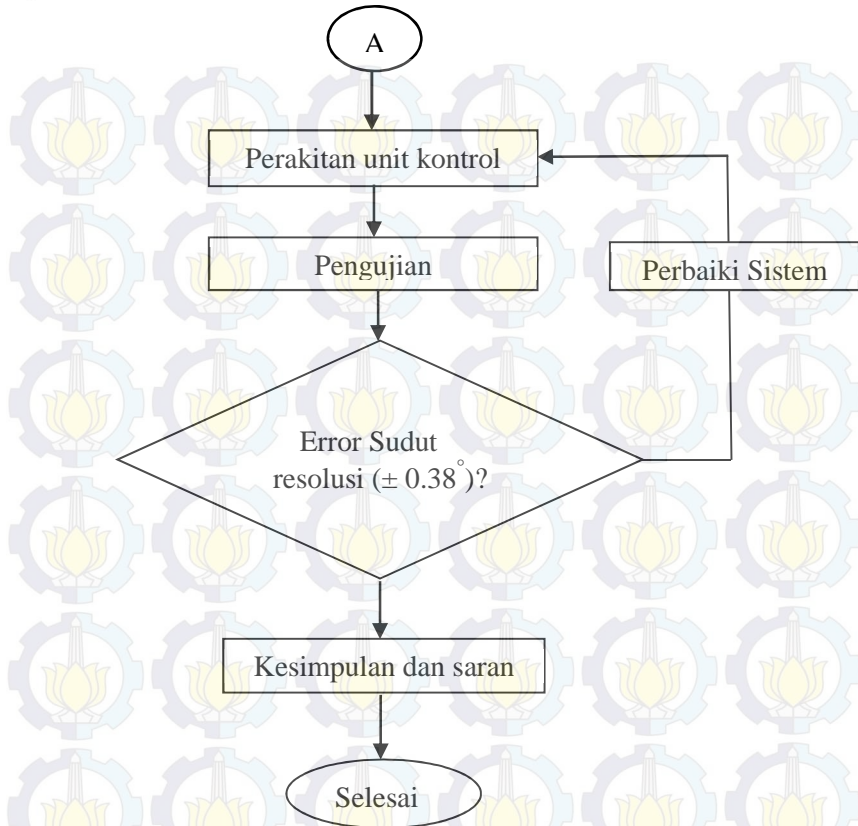 A
Perakitan unit kontrol
Pengujian
Perbaiki Sistem
Error Sudut
resolusi (± 0.38°)?
Kesimpulan dan saran
Selesai